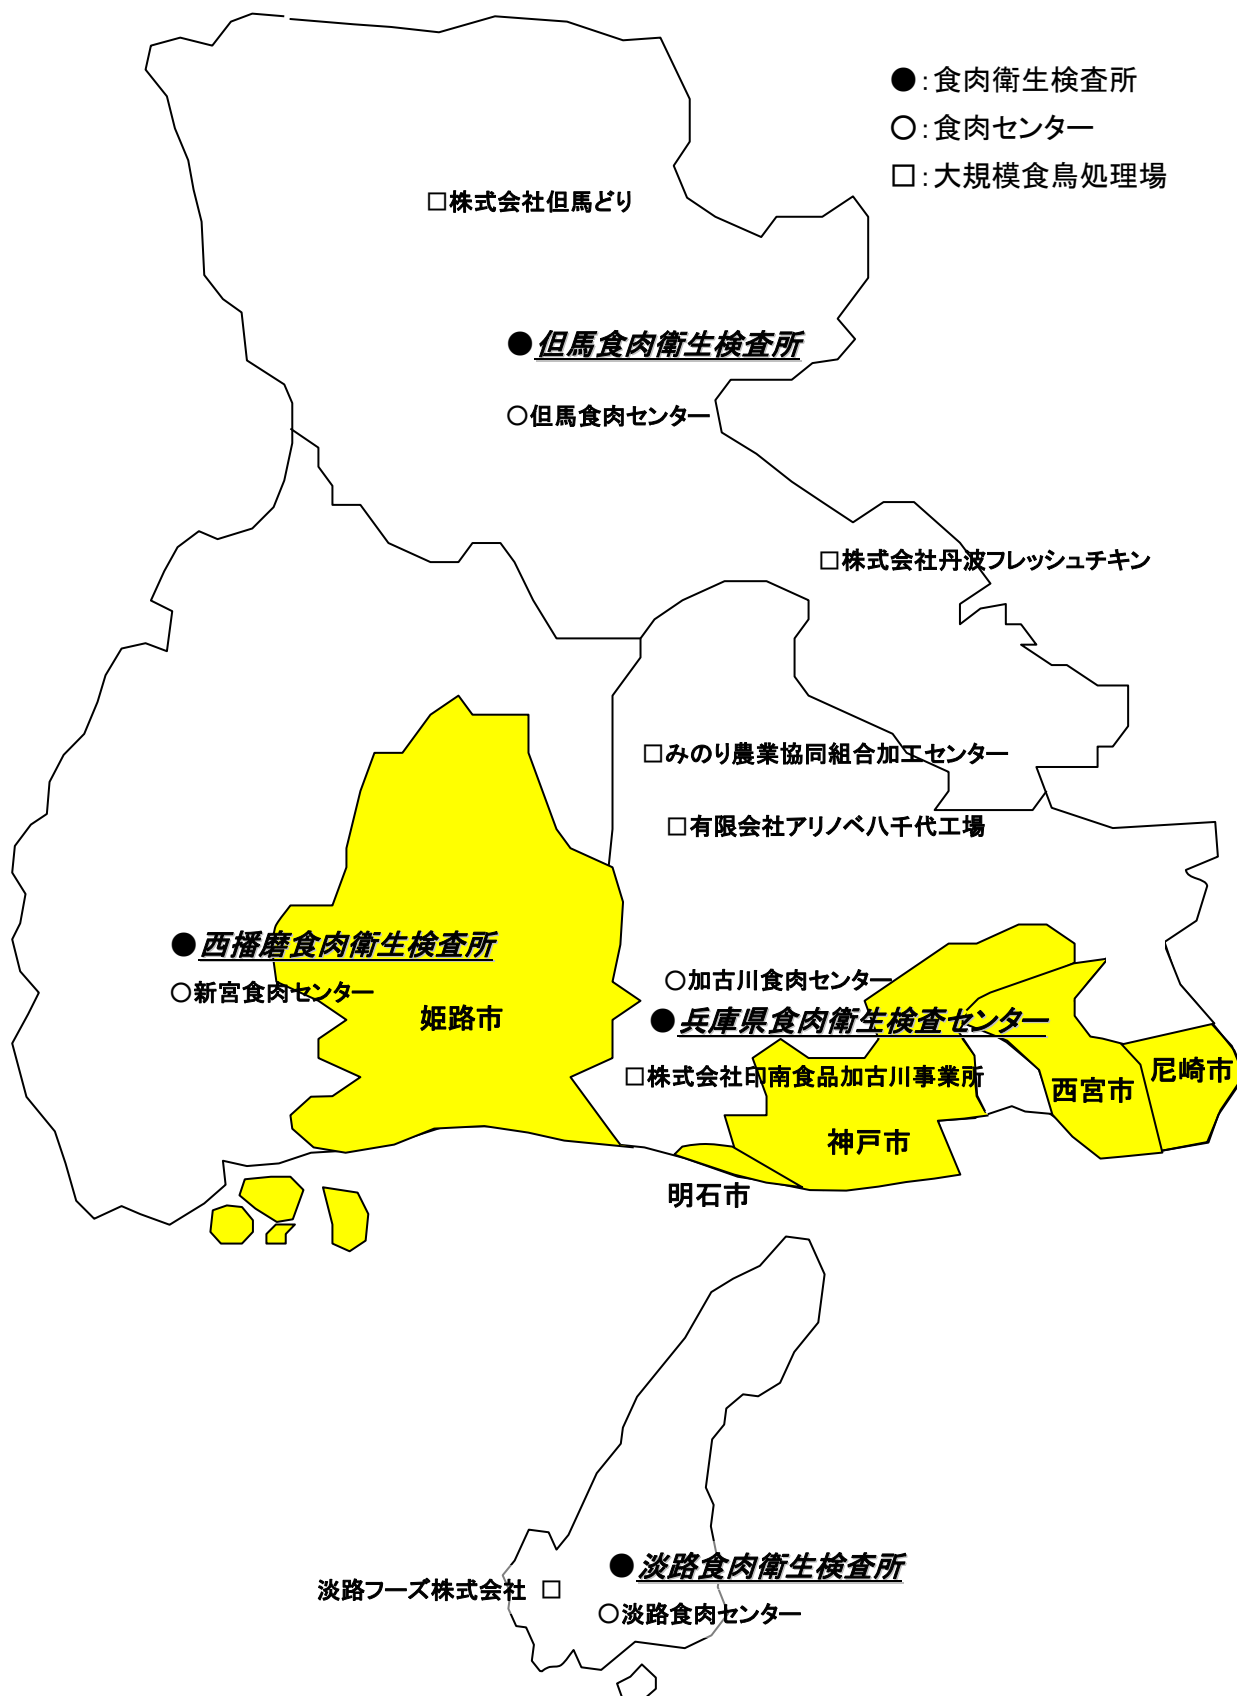 ●：食肉衛生検査所
○：食肉センター
□：大規模食鳥処理場
□株式会社但馬どり
●但馬食肉衛生検査所
○但馬食肉センター
□株式会社丹波フレッシュチキン
□みのり農業協同組合加工センター
□有限会社アリノベ八千代工場
●西播磨食肉衛生検査所
○新宮食肉センター
姫路市
○加古川食肉センター
●兵庫県食肉衛生検査センター
□株式会社印南食品加古川事業所
尼崎市
西宮市
神戸市
明石市
●淡路食肉衛生検査所
淡路フーズ株式会社 □
○淡路食肉センター